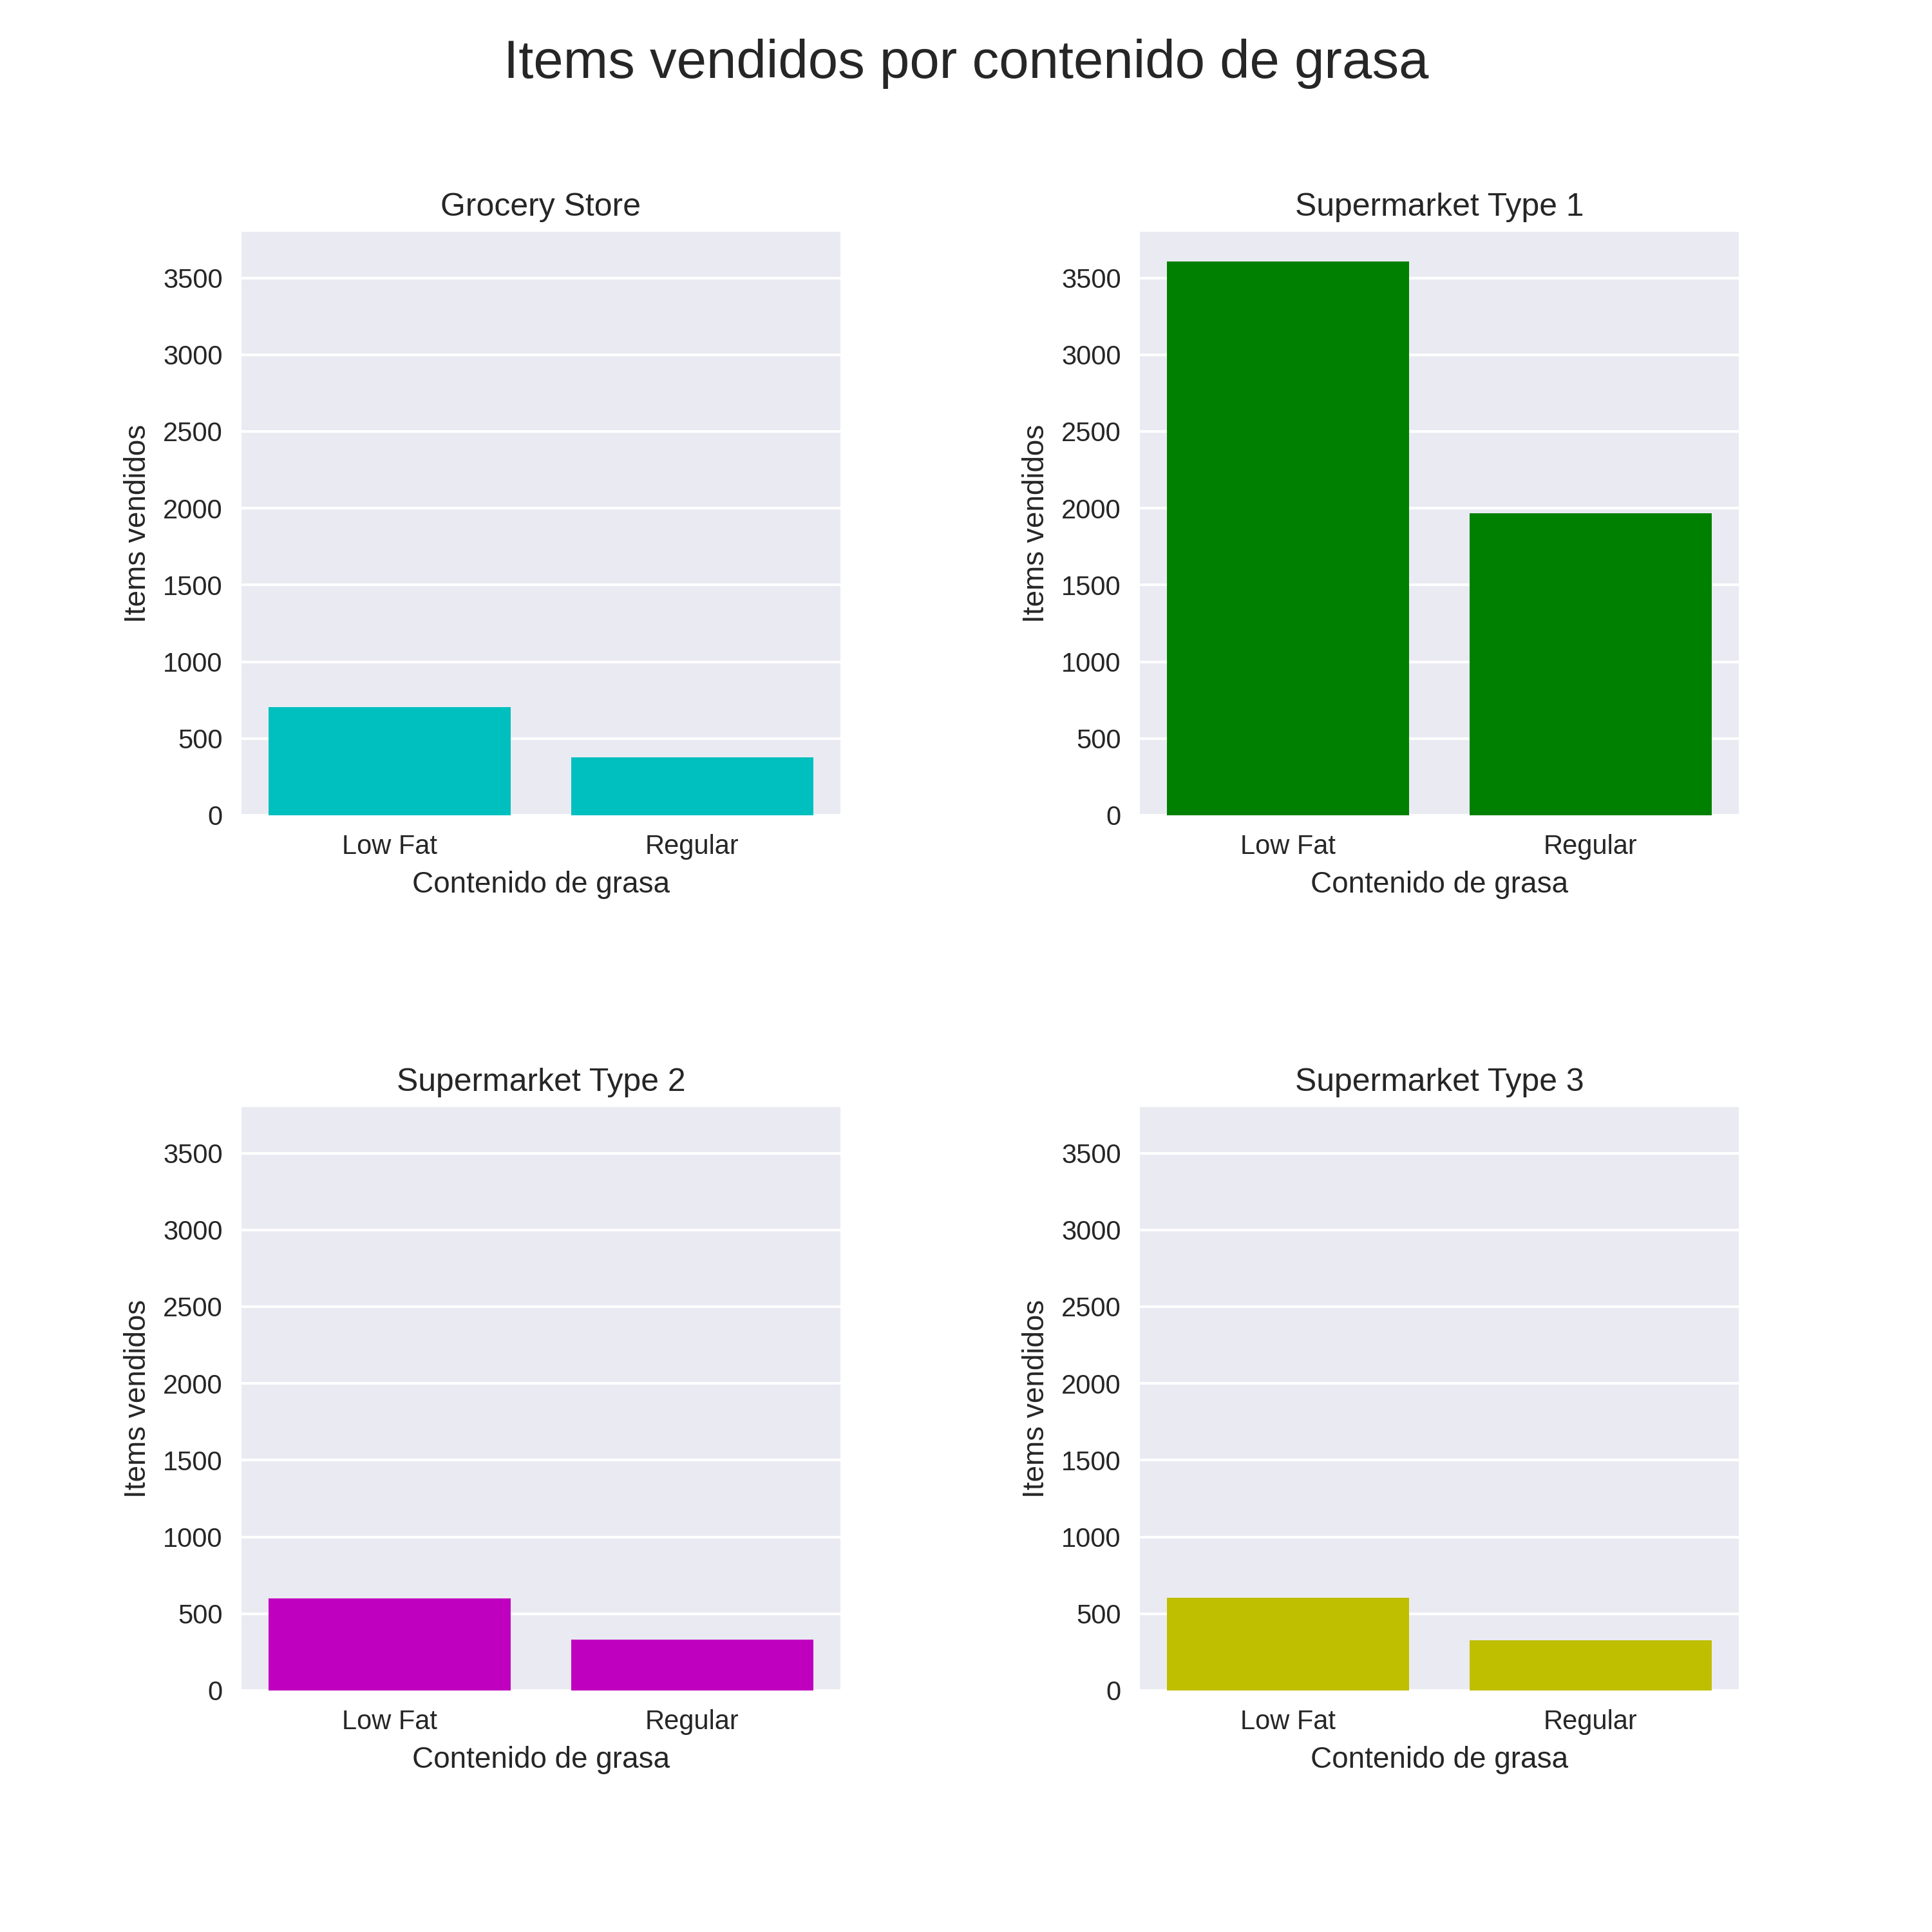 Items vendidos por contenido de grasa
Grocery Store
Items vendidos
3500
3000
2500
2000
1500
1000
500
0
Low Fat Regular
Contenido de grasa
Supermarket Type 1
Items vendidos
3500
3000
2500
2000
1500
1000
500
0
Low Fat Regular
Contenido de grasa
Supermarket Type 2
Items vendidos
3500
3000
2500
2000
1500
1000
500
0
Low Fat Regular
Contenido de grasa
Supermarket Type 3
Items vendidos
3500
3000
2500
2000
1500
1000
500
0
Low Fat Regular
Contenido de grasa